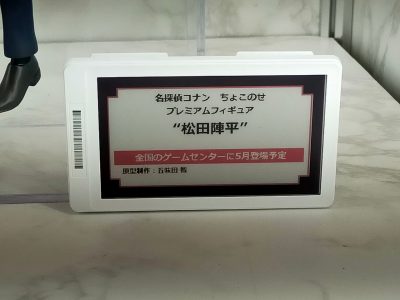 名探偵コナン ちょこのせ
プレミアムフィギュア
“松田陣平”
全国のゲームセンターに5月登場予定
原型制作：五味田 毅